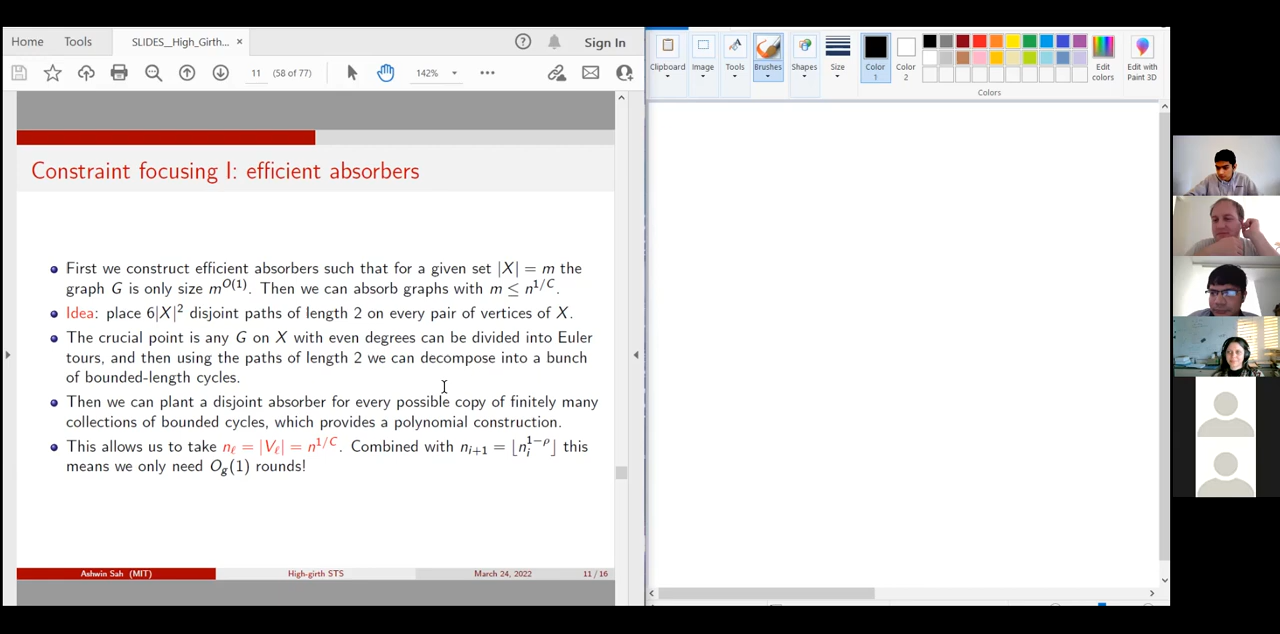 Home Tools SLIDES__High_Girth... × Sign In
11 (58 of 77) 142%
Clipboard Image Tools Brushes Shapes Size Color 1 Color 2 Edit colors Edit with Paint 3D
Colors
Constraint focusing I: efficient absorbers
First we construct efficient absorbers such that for a given set |X| = m the
graph G is only size m^{O(1)}. Then we can absorb graphs with m ≤ n^{1/C}.
Idea: place 6|X|² disjoint paths of length 2 on every pair of vertices of X.
The crucial point is any G on X with even degrees can be divided into Euler
tours, and then using the paths of length 2 we can decompose into a bunch
of bounded-length cycles.
Then we can plant a disjoint absorber for every possible copy of finitely many
collections of bounded cycles, which provides a polynomial construction.
This allows us to take n_ℓ = |V_ℓ| = n^{1/C}. Combined with n_{i+1} = ⌊n_i^{1−ρ}⌋ this
means we only need O_g(1) rounds!
Ashwin Sah (MIT) High-girth STS March 24, 2022 11 / 16